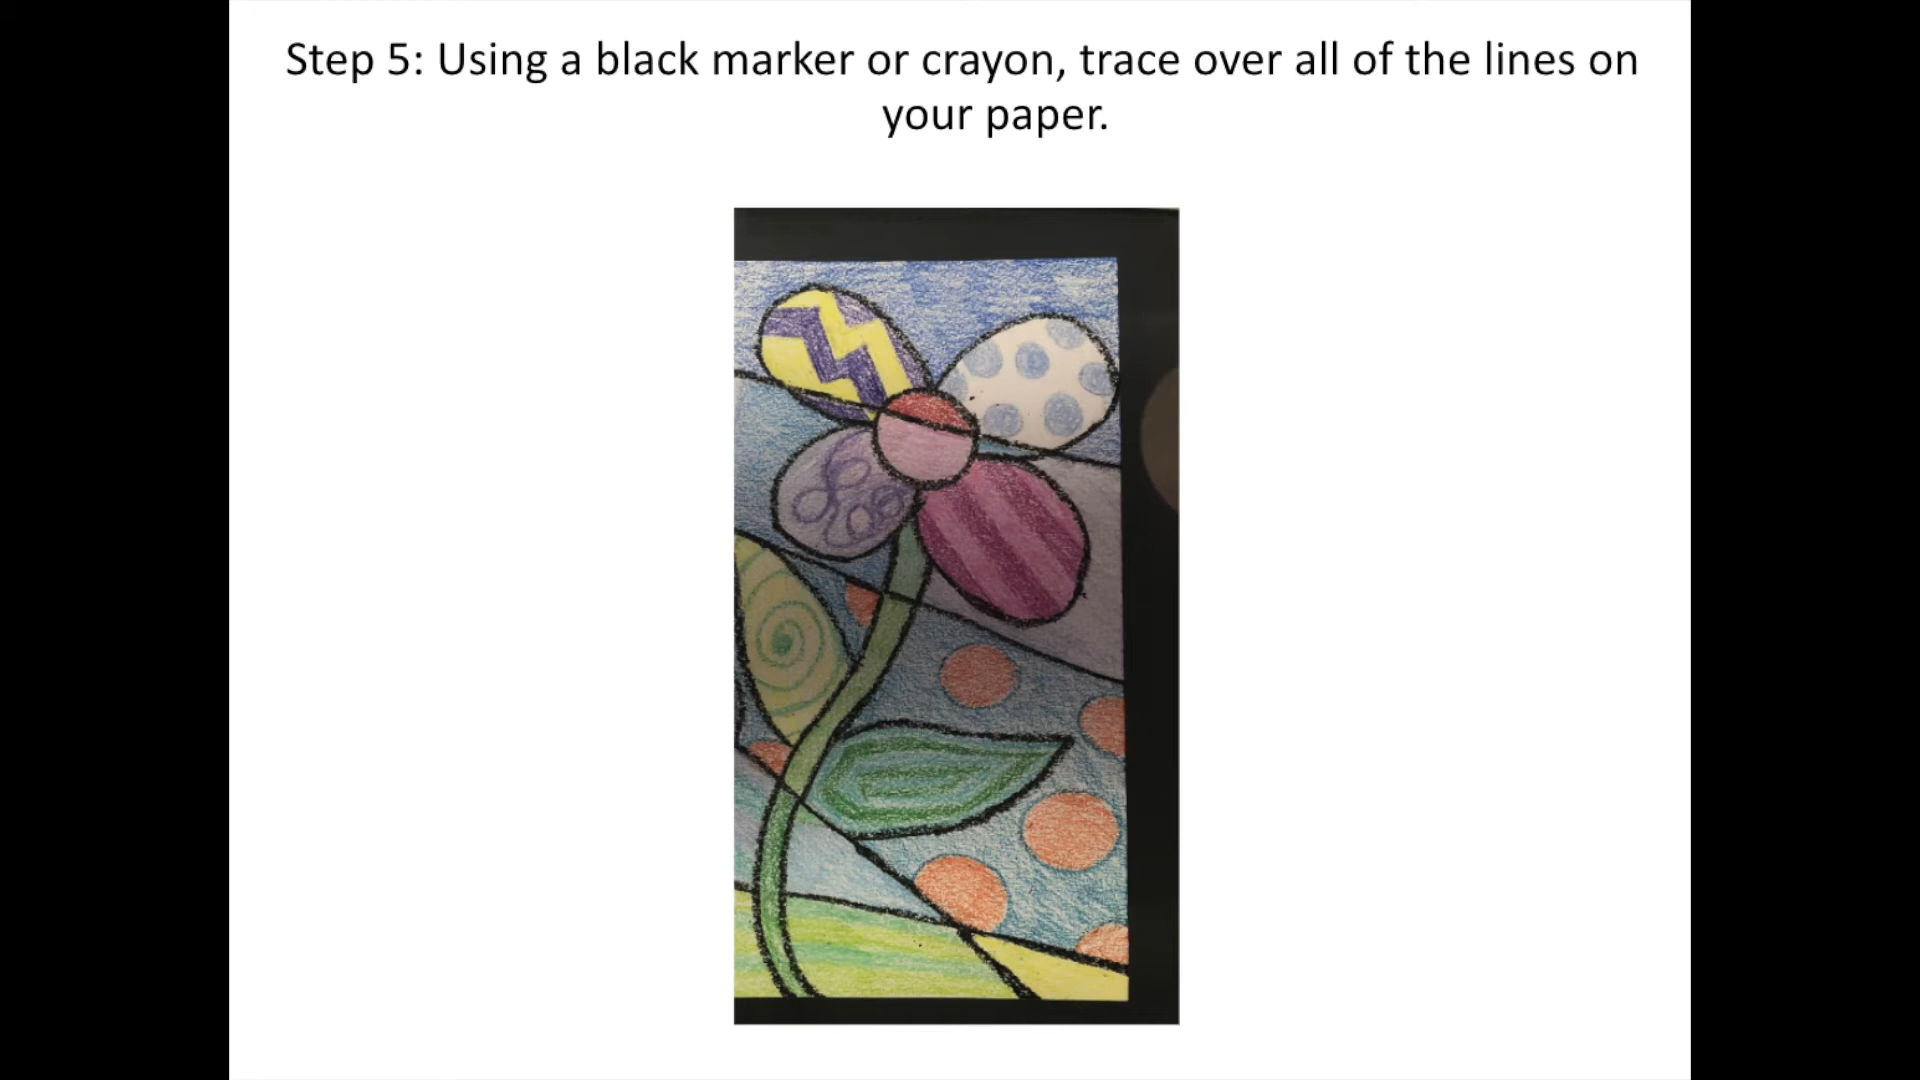 Step 5: Using a black marker or crayon, trace over all of the lines on
your paper.